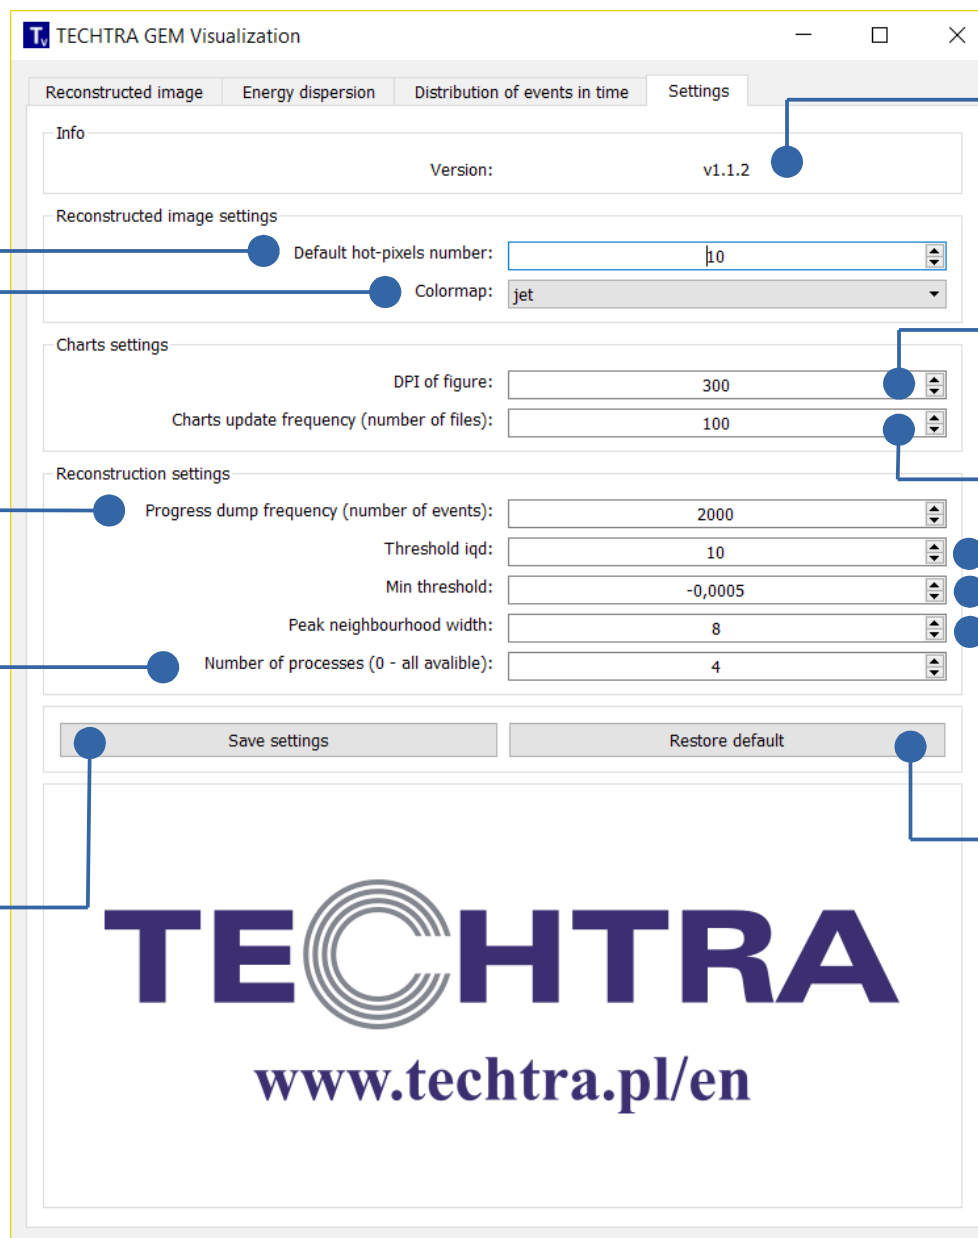 Tv TECHTRA GEM Visualization
Reconstructed image Energy dispersion Distribution of events in time Settings
Info
Version: v1.1.2
Reconstructed image settings
Default hot-pixels number: 10
Colormap: jet
Charts settings
DPI of figure: 300
Charts update frequency (number of files): 100
Reconstruction settings
Progress dump frequency (number of events): 2000
Threshold iqd: 10
Min threshold: -0,0005
Peak neighbourhood width: 8
Number of processes (0 - all avalible): 4
Save settings Restore default
TECHTRA
www.techtra.pl/en